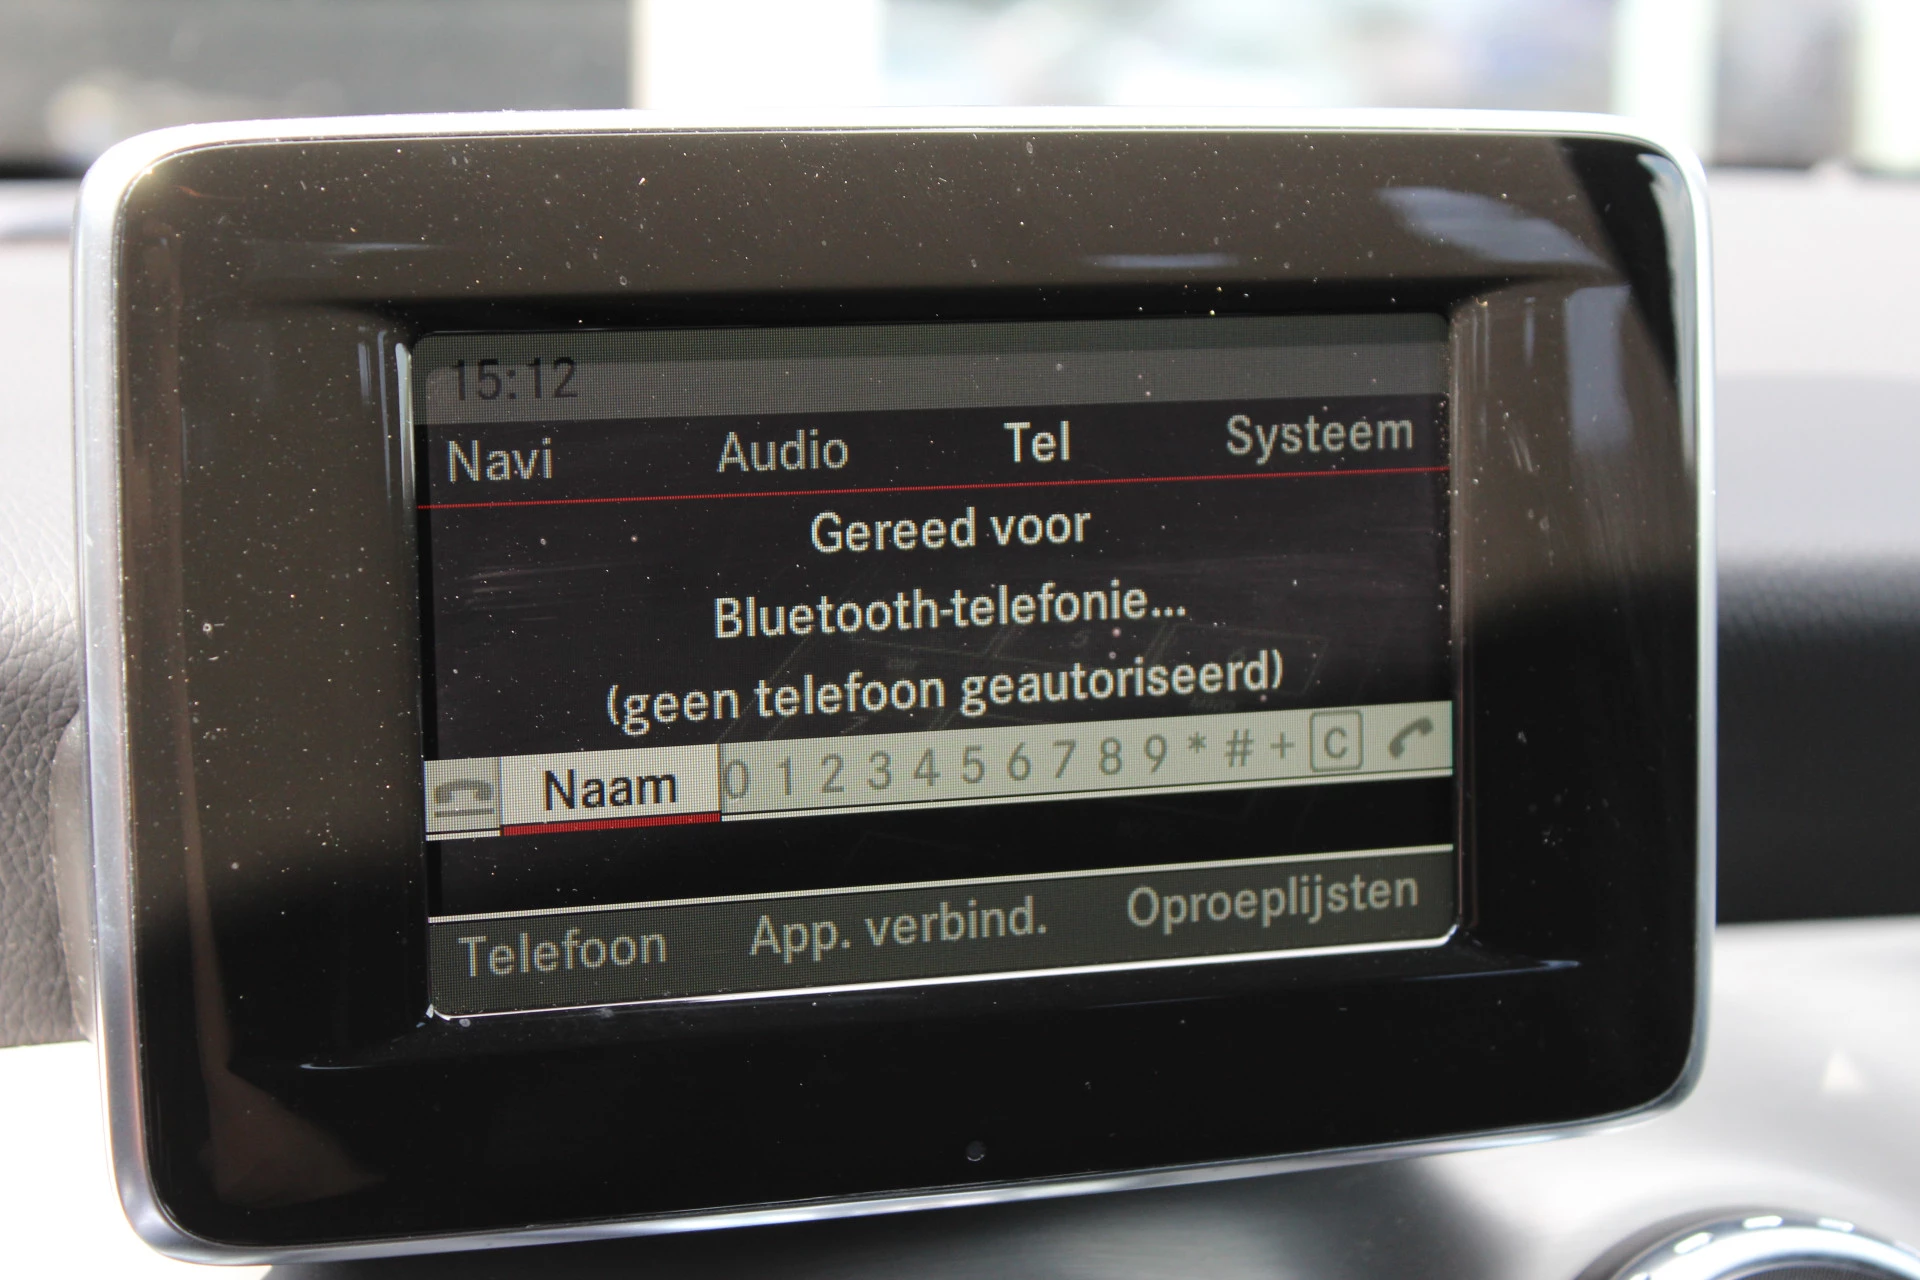 15:12
Navi Audio Tel Systeem
Gereed voor
Bluetooth-telefonie...
(geen telefoon geautoriseerd)
Naam 0 1 2 3 4 5 6 7 8 9 * # + C
Telefoon App. verbind. Oproeplijsten